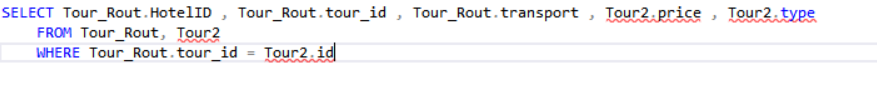 SELECT Tour_Rout.HotelID , Tour_Rout.tour_id , Tour_Rout.transport , Tour2.price , Tour2.type
FROM Tour_Rout, Tour2
WHERE Tour_Rout.tour_id = Tour2.id